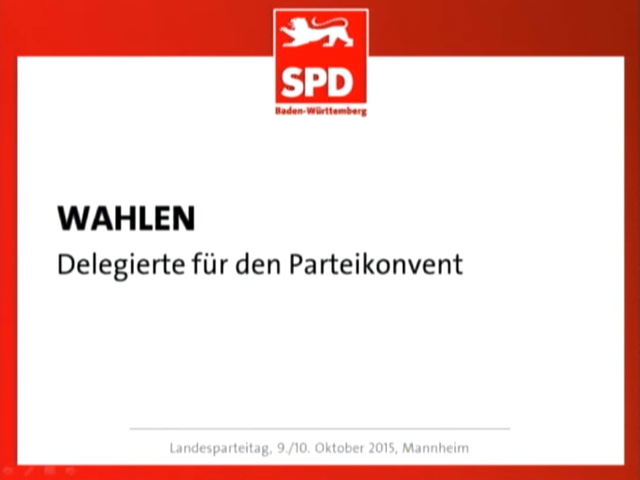 SPD
Baden-Württemberg
WAHLEN
Delegierte für den Parteikonvent
Landesparteitag, 9./10. Oktober 2015, Mannheim